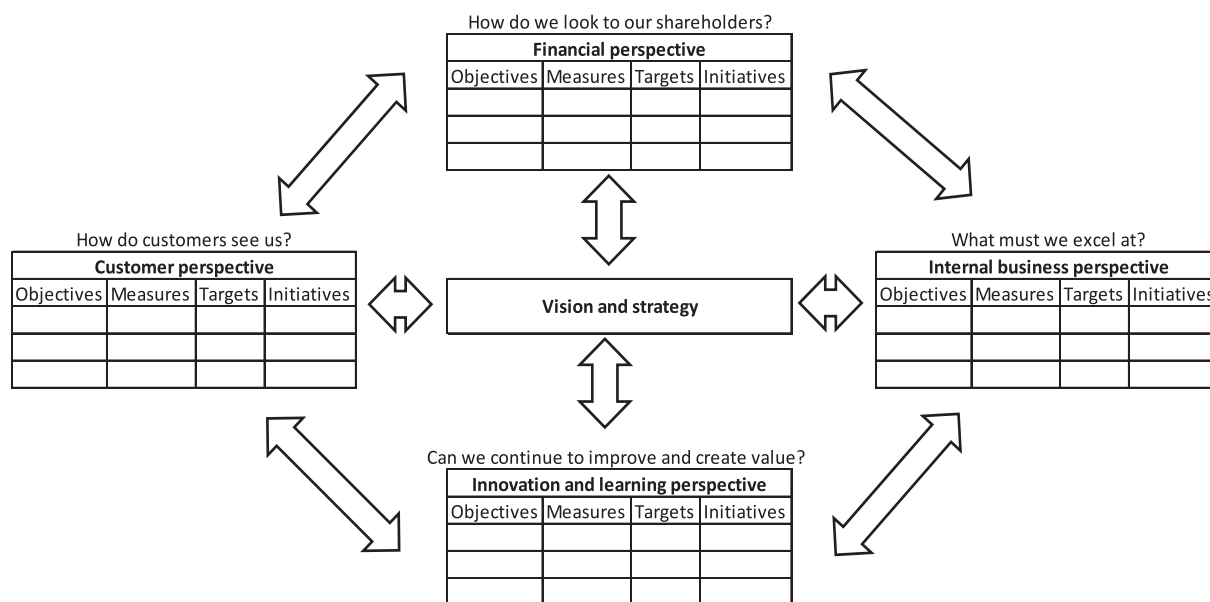 How do we look to our shareholders?
Financial perspective
Objectives Measures Targets Initiatives
How do customers see us?
Customer perspective
Objectives Measures Targets Initiatives
Vision and strategy
What must we excel at?
Internal business perspective
Objectives Measures Targets Initiatives
Can we continue to improve and create value?
Innovation and learning perspective
Objectives Measures Targets Initiatives